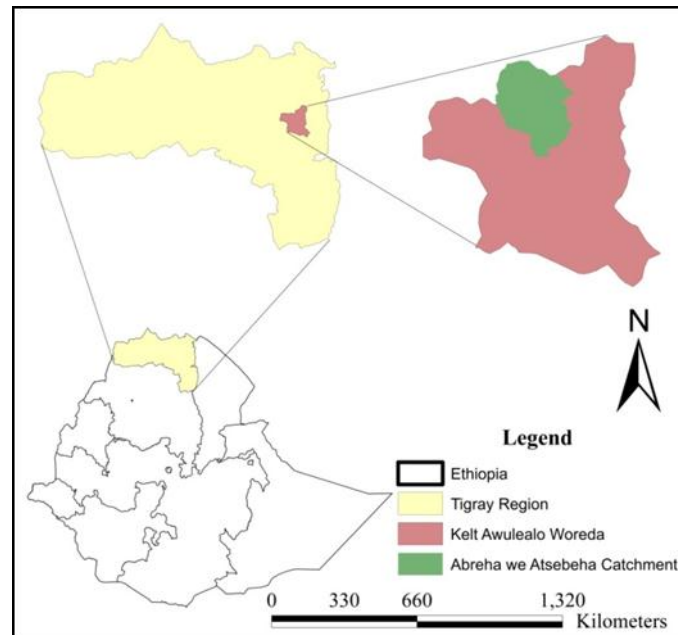 N
Legend
Ethiopia
Tigray Region
Kelt Awulealo Woreda
Abreha we Atsebeha Catchment
0 330 660 1,320
Kilometers